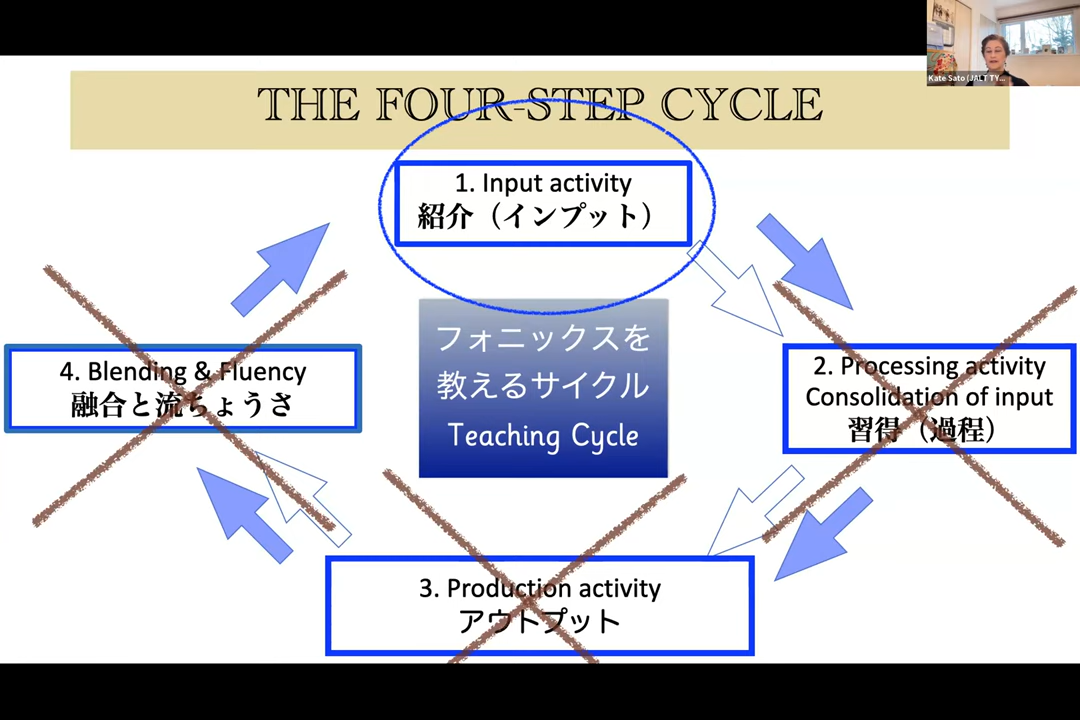 Kate Sato (JALT TY...
THE FOUR-STEP CYCLE
1. Input activity
紹介（インプット）
フォニックスを
教えるサイクル
Teaching Cycle
4. Blending & Fluency
融合と流ちょうさ
2. Processing activity
Consolidation of input
習得（過程）
3. Production activity
アウトプット